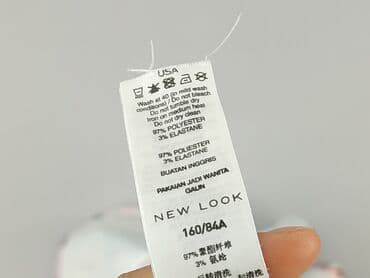 USA
Wash at 40 (in mild wash
conditions) / Do not bleach
Do not tumble dry
Iron on medium heat
Do not dry clean
97% POLYESTER
3% ELASTANE
97% POLIESTER
3% ELASTANE
BUATAN INGGRIS
PAKAIAN JADI WANITA
GAUN
NEW LOOK
160/84A
97% 聚酯纤维
3% 氨纶